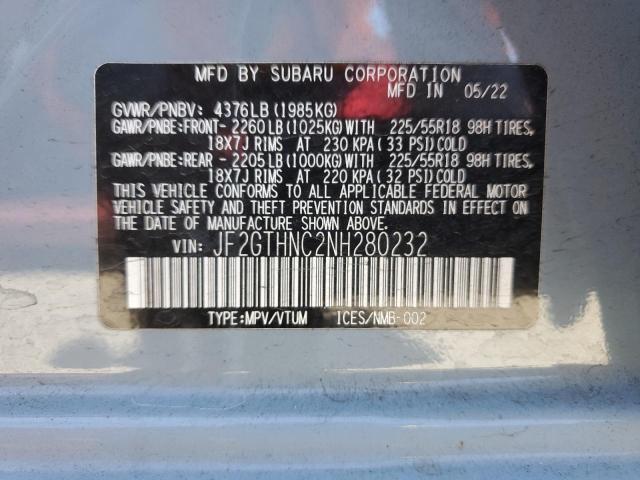 MFD BY SUBARU CORPORATION
MFD IN 05/22
GVWR/PNBV: 4376LB (1985KG)
GAWR/PNBE:FRONT- 2260LB(1025KG)WITH 225/55R18 98H TIRES,
18X7J RIMS AT 230 KPA( 33 PSI)COLD
GAWR/PNBE:REAR - 2205LB(1000KG)WITH 225/55R18 98H TIRES,
18X7J RIMS AT 220 KPA( 32 PSI)COLD
THIS VEHICLE CONFORMS TO ALL APPLICABLE FEDERAL MOTOR
VEHICLE SAFETY AND THEFT PREVENTION STANDARDS IN EFFECT ON
THE DATE OF MANUFACTURE SHOWN ABOVE.
VIN: JF2GTHNC2NH280232
TYPE:MPV/VTUM ICES/NMB-002